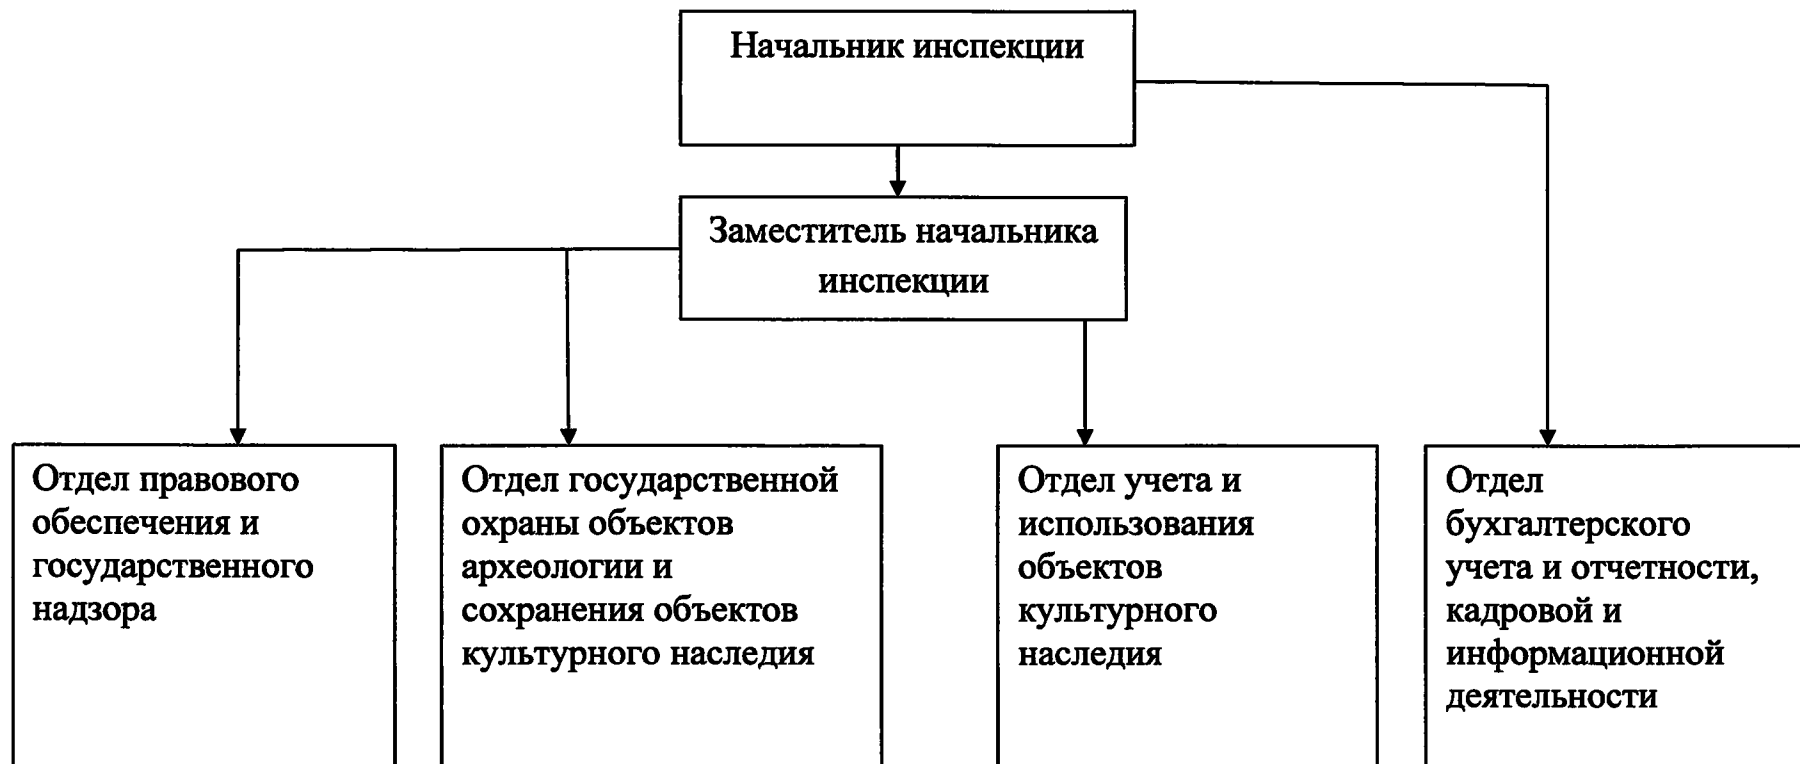 Начальник инспекции
Заместитель начальника
инспекции
Отдел правового
обеспечения и
государственного
надзора
Отдел государственной
охраны объектов
археологии и
сохранения объектов
культурного наследия
Отдел учета и
использования
объектов
культурного
наследия
Отдел
бухгалтерского
учета и отчетности,
кадровой и
информационной
деятельности